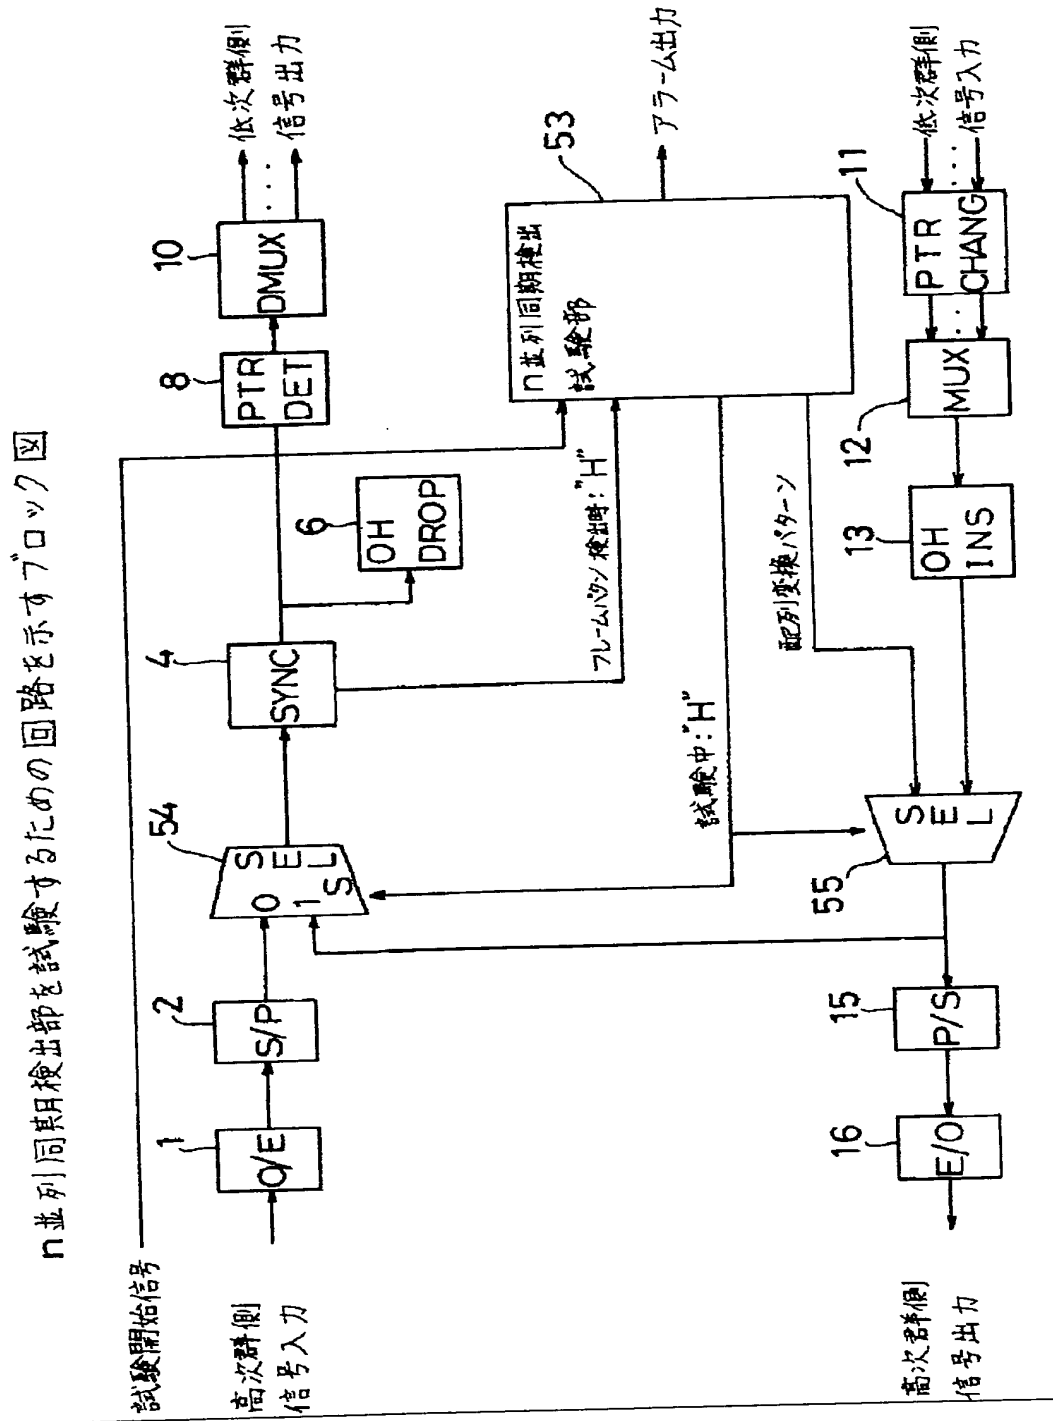 n並列同期検出部を試験するための回路を示すブロック図
試験開始信号
高次群側
信号入力
1
O/E
2
S/P
54
0
1
S
SEL
4
SYNC
6
OH
DROP
8
PTR
DET
10
DMUX
低次群側
信号出力
フレームパタン検出時:"H"
試験中:"H"
配列変換パターン
53
n並列同期検出
試験部
アラーム出力
高次群側
信号出力
16
E/O
15
P/S
55
SEL
13
OH
INS
12
MUX
11
PTR
CHANG
低次群側
信号入力